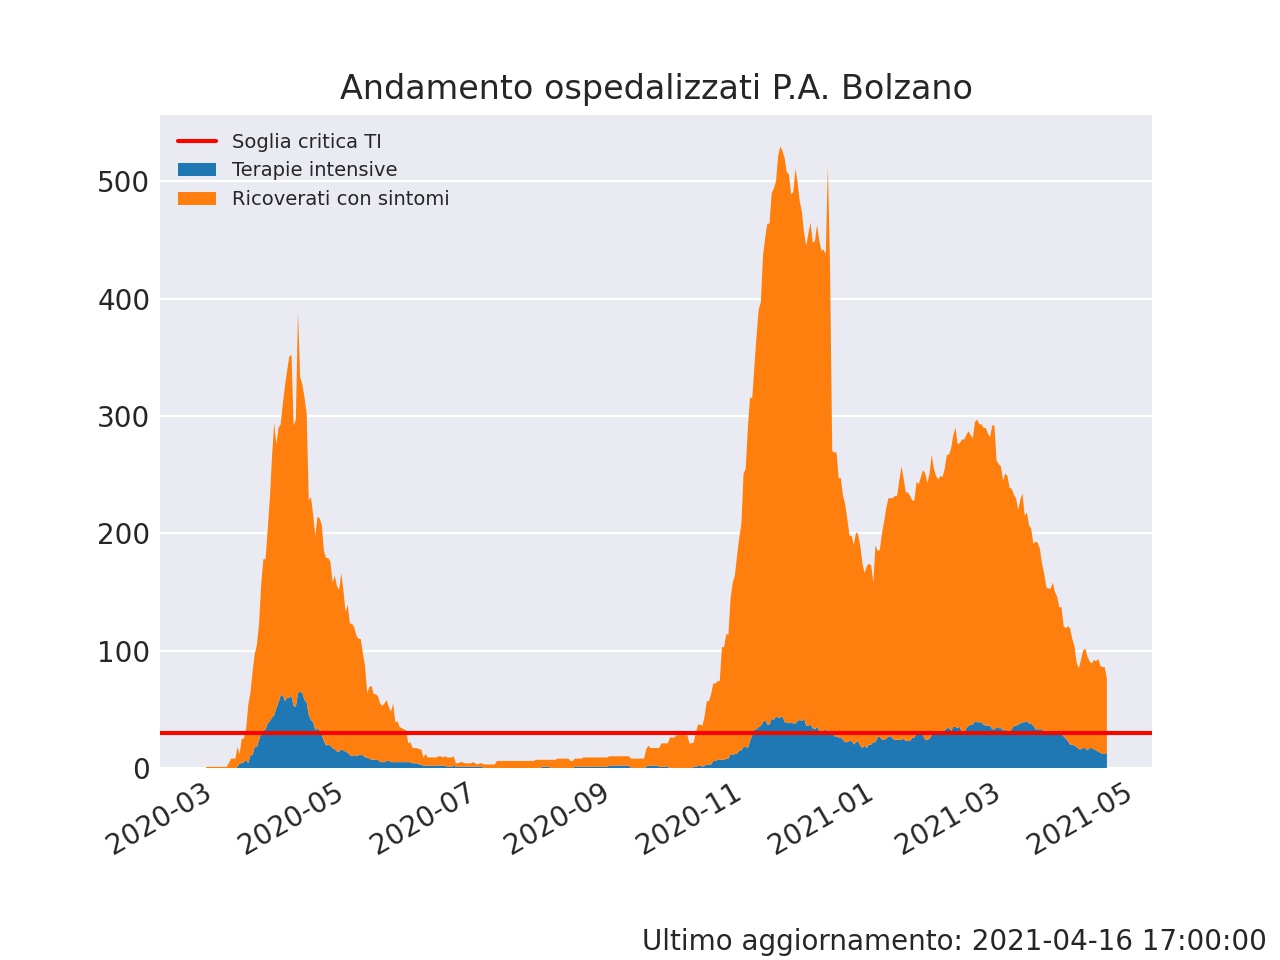 Andamento ospedalizzati P.A. Bolzano
Soglia critica TI
Terapie intensive
Ricoverati con sintomi
500
400
300
200
100
0
2020-03
2020-05
2020-07
2020-09
2020-11
2021-01
2021-03
2021-05
Ultimo aggiornamento: 2021-04-16 17:00:00